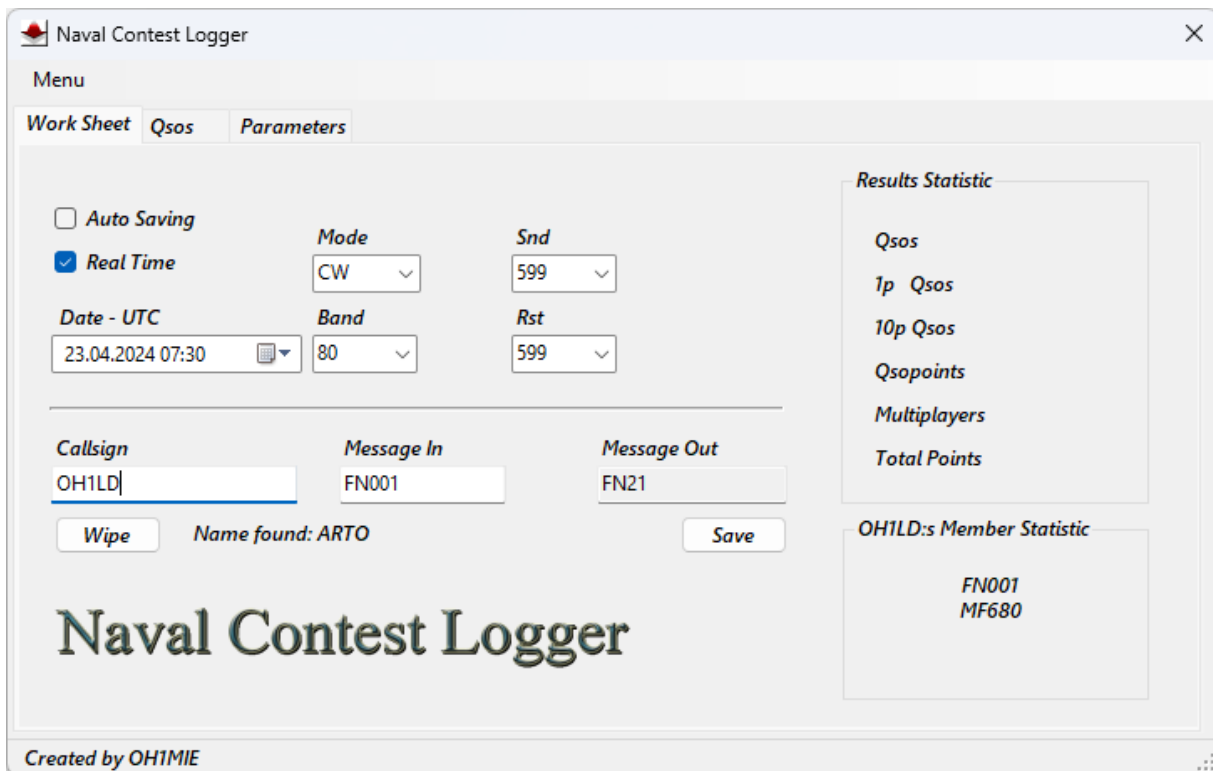 Naval Contest Logger
Menu
Work Sheet Qsos Parameters
Auto Saving
Real Time
Mode Snd
CW 599
Date - UTC Band Rst
23.04.2024 07:30 80 599
Callsign Message In Message Out
OH1LD FN001 FN21
Wipe Name found: ARTO Save
Naval Contest Logger
Results Statistic
Qsos
1p Qsos
10p Qsos
Qsopoints
Multiplayers
Total Points
OH1LD:s Member Statistic
FN001
MF680
Created by OH1MIE